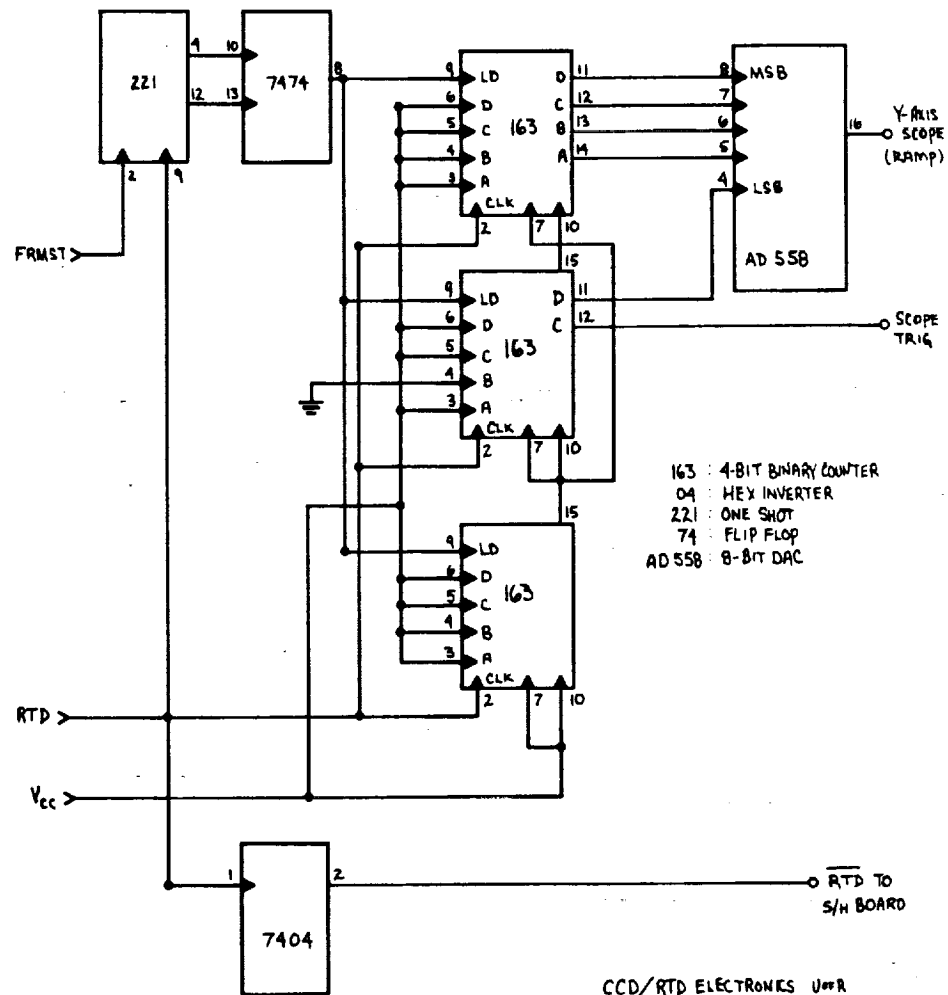 221
4
12
2
9
10
13
7474
8
FRMST
9 LD D 11
6 D C 12
5 C 163 B 13
4 B A 14
3 A
CLK
2 7 10
15
8 MSB
7
6
5
4 LSB
16
AD 558
Y-AXIS
SCOPE
(RAMP)
9 LD D 11
6 D C 12
5 C 163
4 B
3 A
CLK
2 7 10
15
SCOPE
TRIG
163 : 4-BIT BINARY COUNTER
04 : HEX INVERTER
221 : ONE SHOT
74 : FLIP FLOP
AD 558 : 8-BIT DAC
9 LD
6 D
5 C 163
4 B
3 A
CLK
2 7 10
RTD
Vcc
1 2
7404
RTD TO
S/H BOARD
CCD/RTD ELECTRONICS UofR